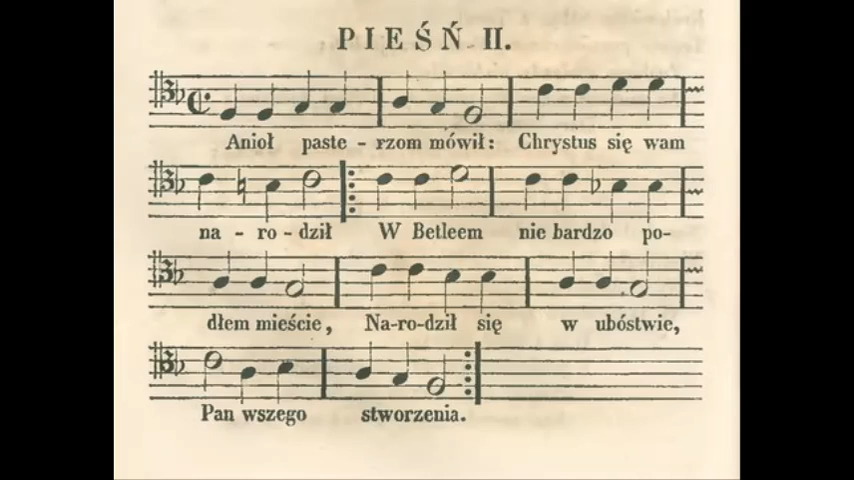 PIEŚŃ II.
Anioł paste - rzom mówił: Chrystus się wam
na - ro - dził W Betleem nie bardzo po-
dłem mieście, Na-ro-dził się w ubóstwie,
Pan wszego stworzenia.